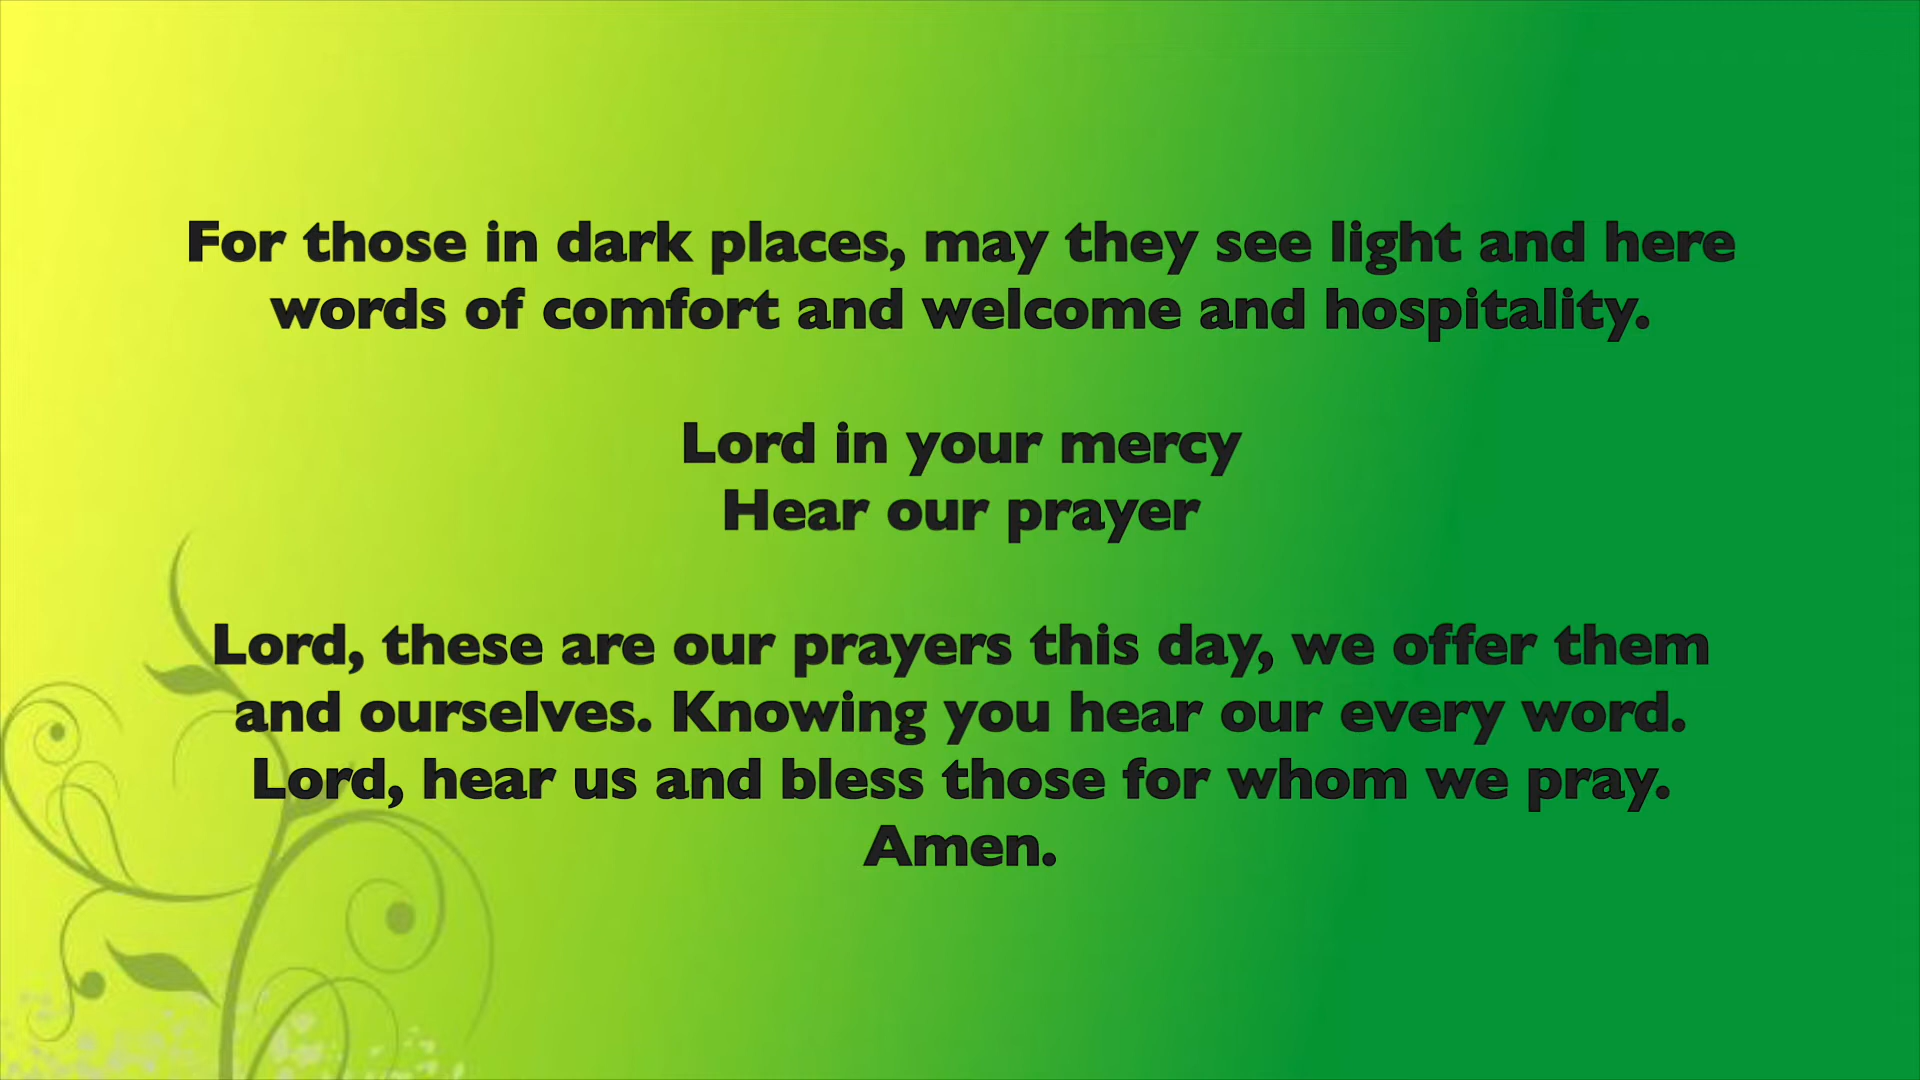 For those in dark places, may they see light and here
words of comfort and welcome and hospitality.
Lord in your mercy
Hear our prayer
Lord, these are our prayers this day, we offer them
and ourselves. Knowing you hear our every word.
Lord, hear us and bless those for whom we pray.
Amen.